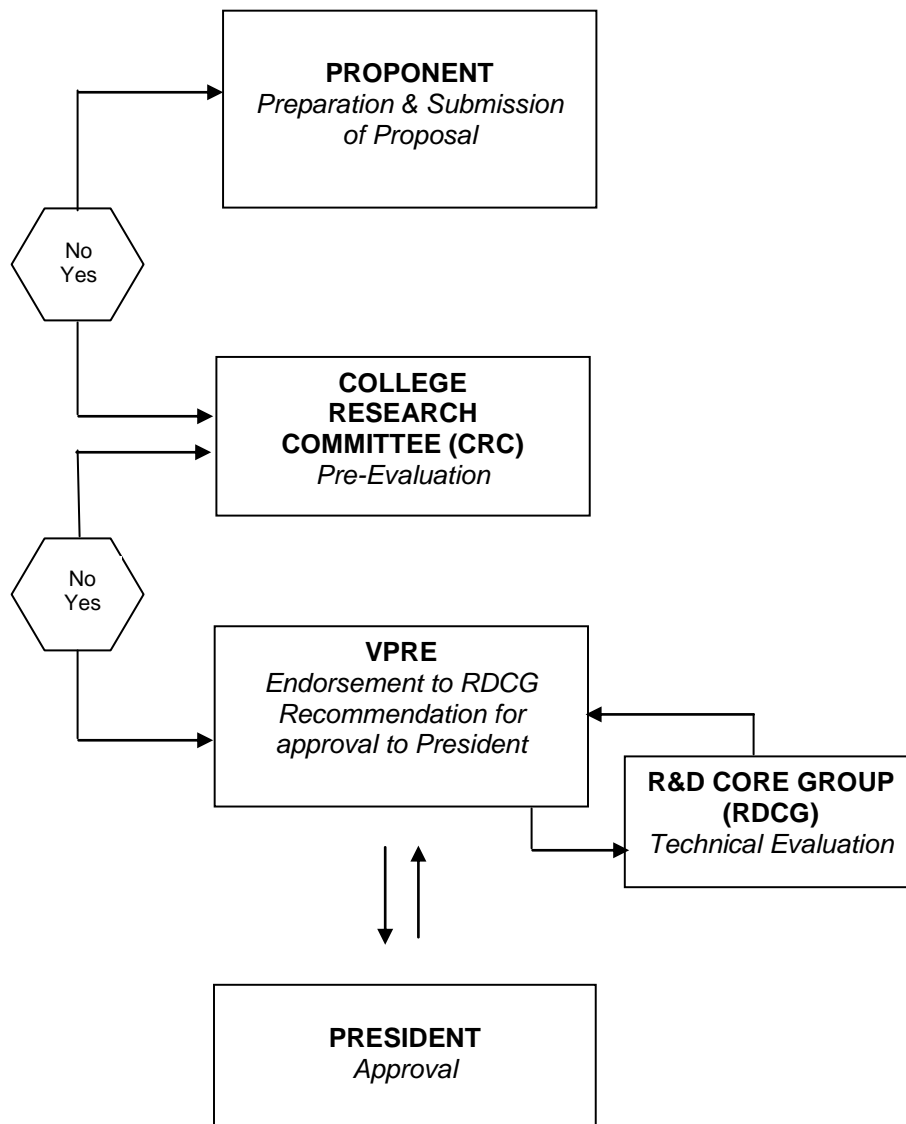 PROPONENT
Preparation & Submission
of Proposal
No
Yes
COLLEGE
RESEARCH
COMMITTEE (CRC)
Pre-Evaluation
No
Yes
VPRE
Endorsement to RDCG
Recommendation for
approval to President
R&D CORE GROUP
(RDCG)
Technical Evaluation
PRESIDENT
Approval